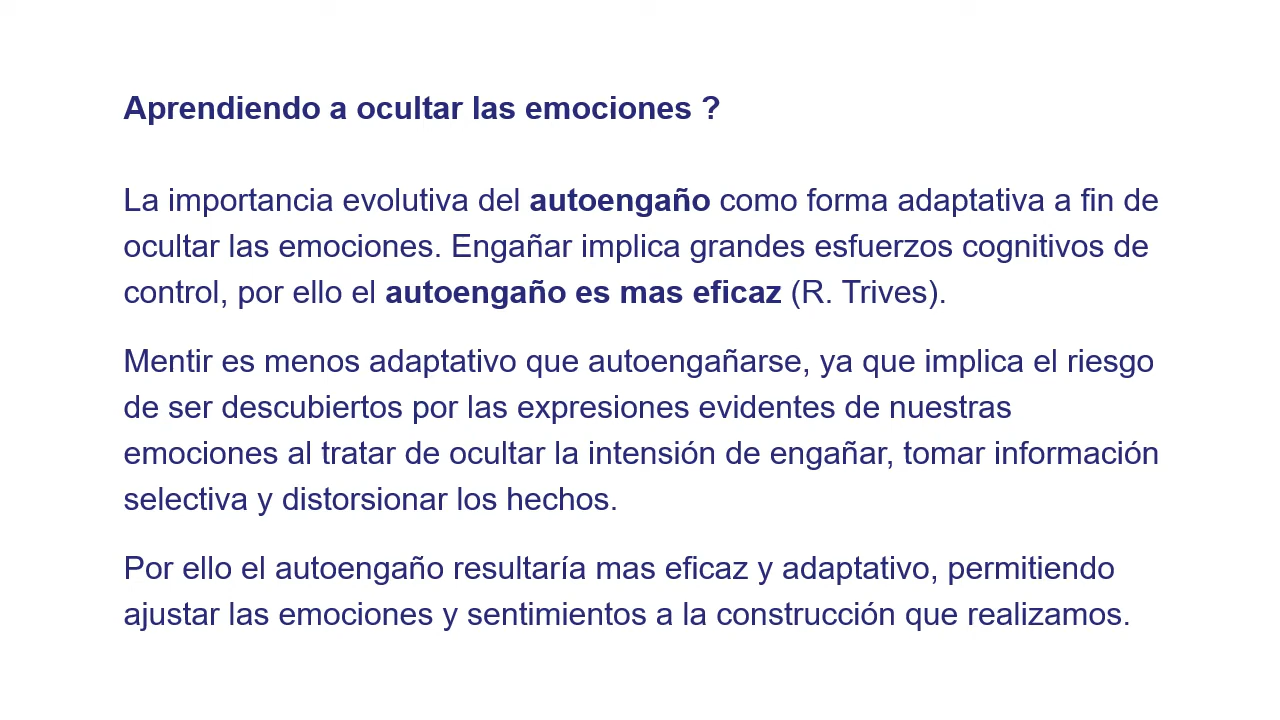 Aprendiendo a ocultar las emociones ?
La importancia evolutiva del autoengaño como forma adaptativa a fin de
ocultar las emociones. Engañar implica grandes esfuerzos cognitivos de
control, por ello el autoengaño es mas eficaz (R. Trives).
Mentir es menos adaptativo que autoengañarse, ya que implica el riesgo
de ser descubiertos por las expresiones evidentes de nuestras
emociones al tratar de ocultar la intensión de engañar, tomar información
selectiva y distorsionar los hechos.
Por ello el autoengaño resultaría mas eficaz y adaptativo, permitiendo
ajustar las emociones y sentimientos a la construcción que realizamos.